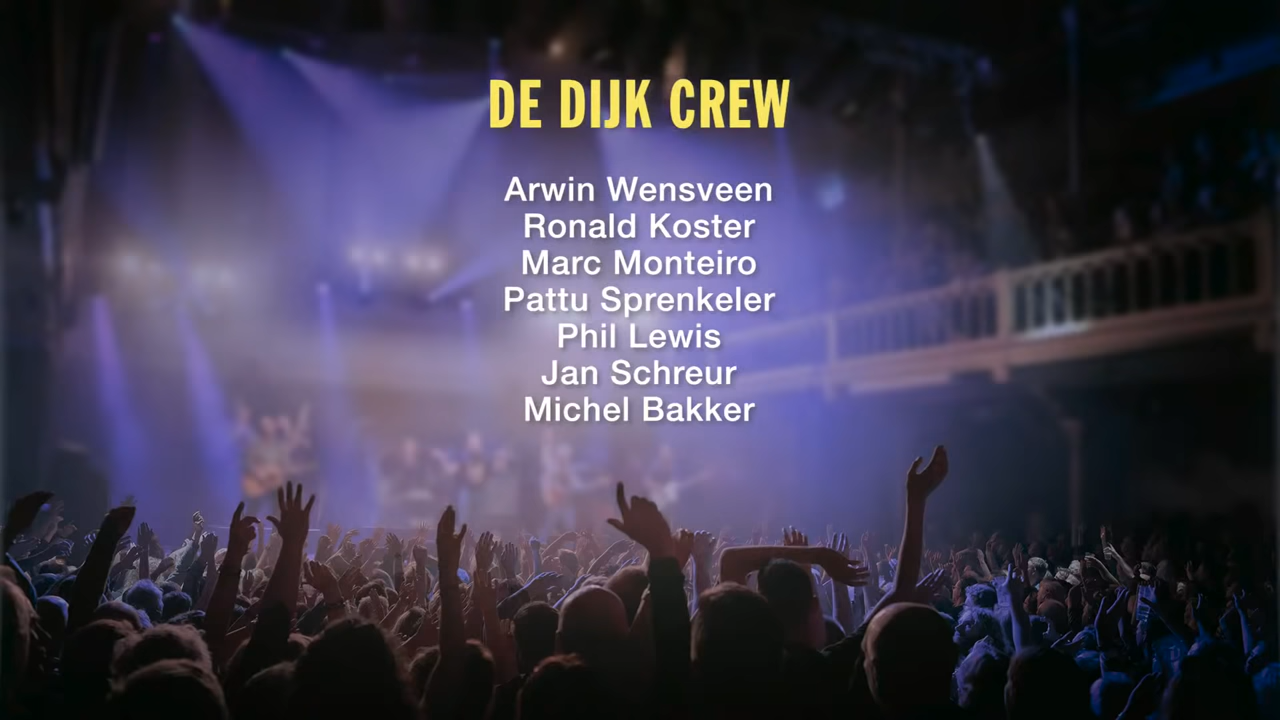 DE DIJK CREW
Arwin Wensveen
Ronald Koster
Marc Monteiro
Pattu Sprenkeler
Phil Lewis
Jan Schreur
Michel Bakker